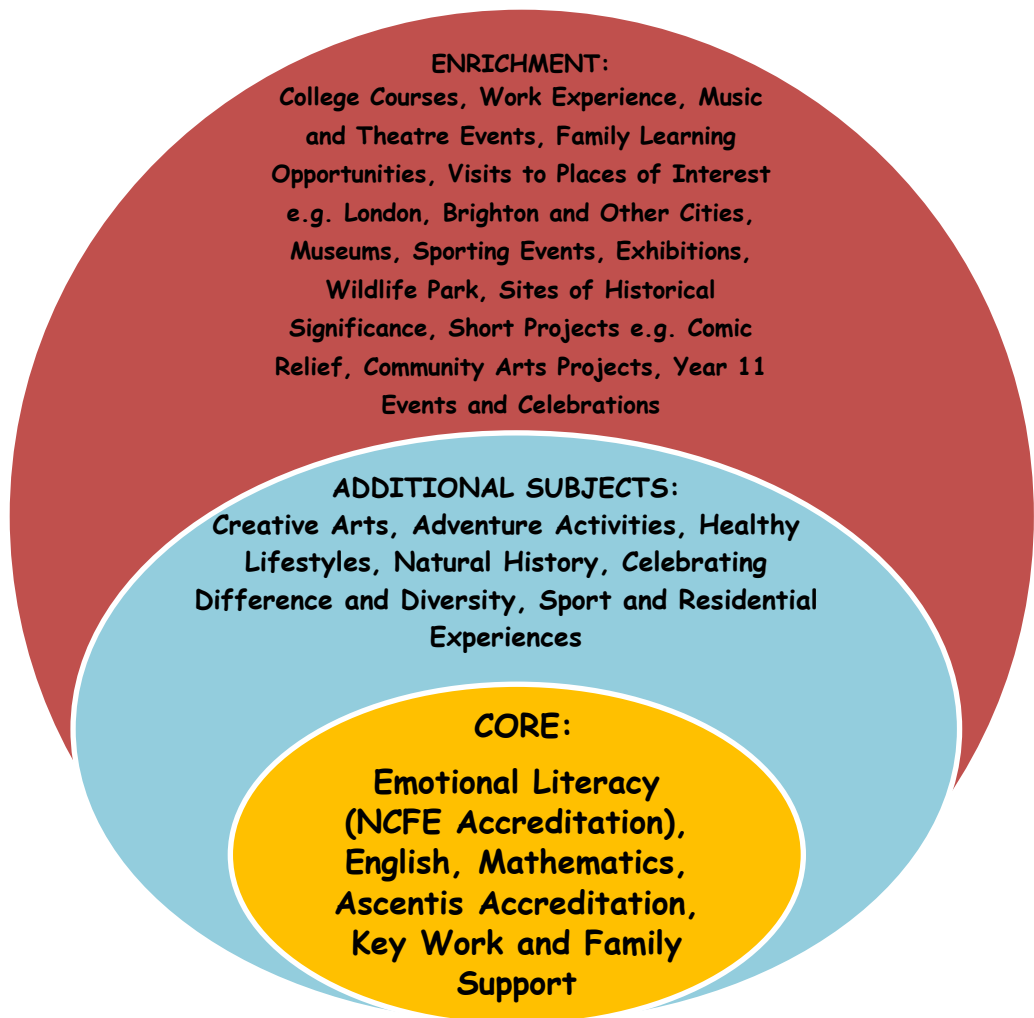 ENRICHMENT:
College Courses, Work Experience, Music
and Theatre Events, Family Learning
Opportunities, Visits to Places of Interest
e.g. London, Brighton and Other Cities,
Museums, Sporting Events, Exhibitions,
Wildlife Park, Sites of Historical
Significance, Short Projects e.g. Comic
Relief, Community Arts Projects, Year 11
Events and Celebrations
ADDITIONAL SUBJECTS:
Creative Arts, Adventure Activities, Healthy
Lifestyles, Natural History, Celebrating
Difference and Diversity, Sport and Residential
Experiences
CORE:
Emotional Literacy
(NCFE Accreditation),
English, Mathematics,
Ascentis Accreditation,
Key Work and Family
Support